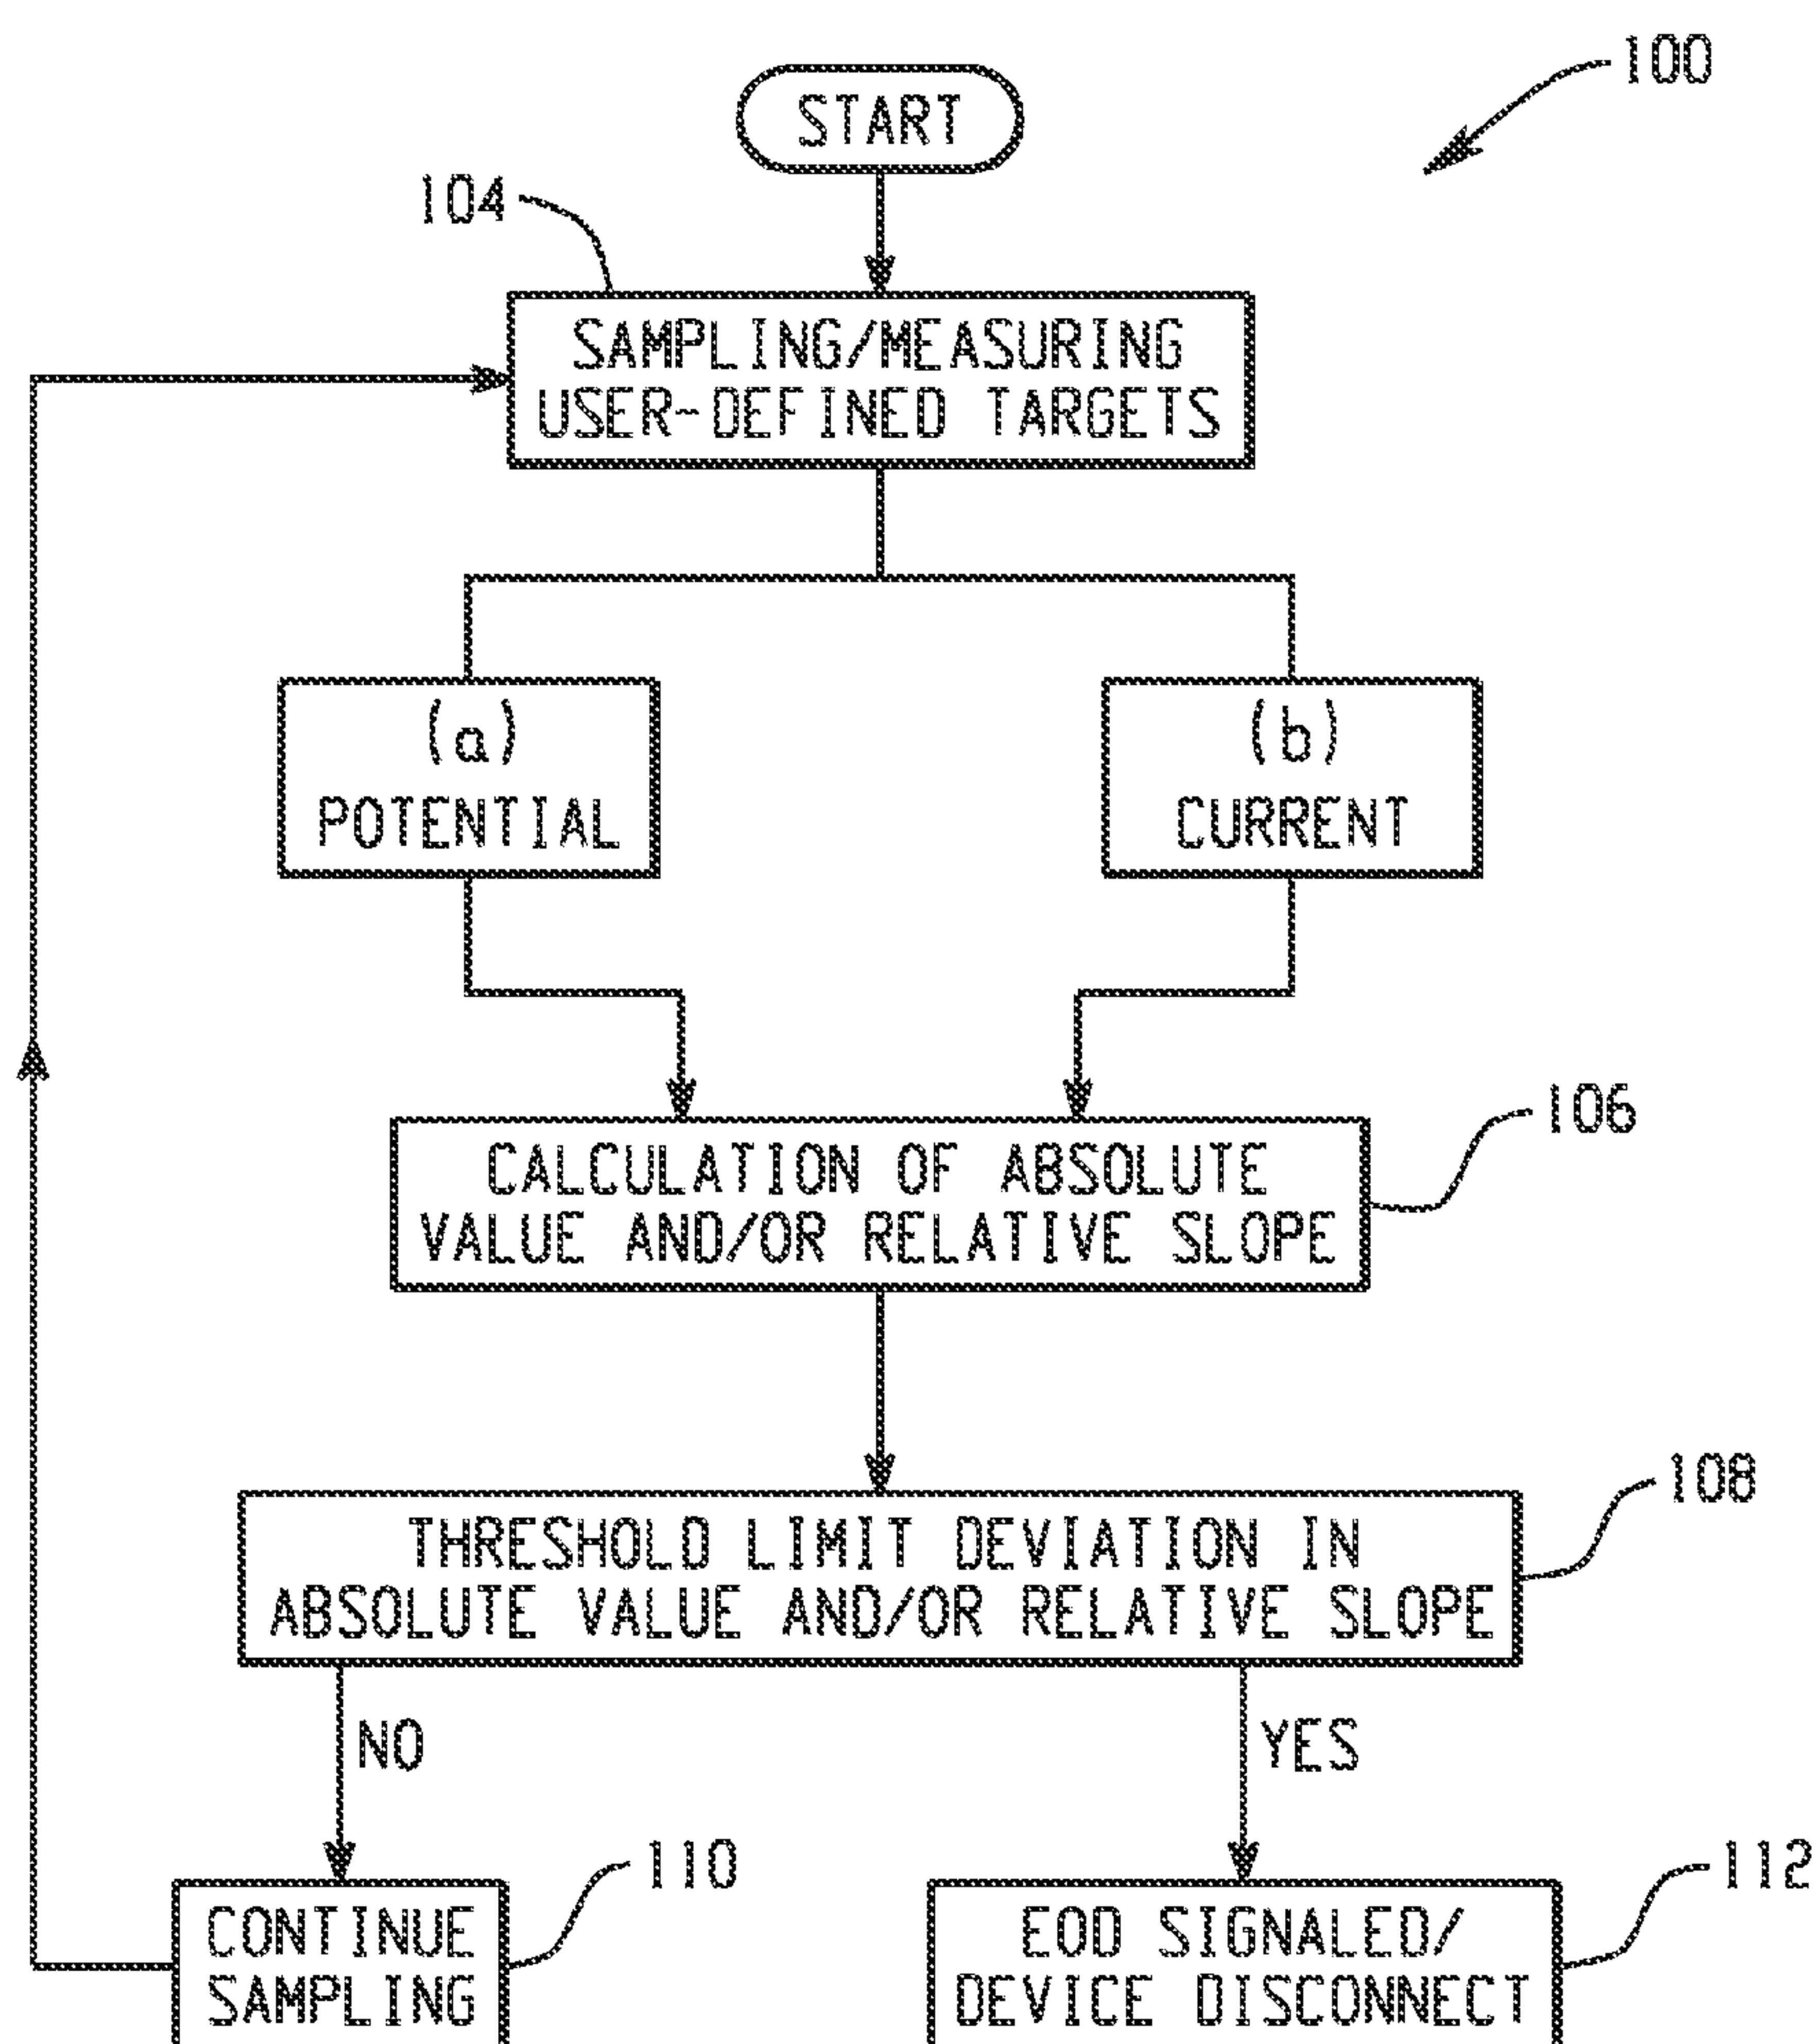 100
START
104
SAMPLING/MEASURING
USER-DEFINED TARGETS
(a)
POTENTIAL
(b)
CURRENT
106
CALCULATION OF ABSOLUTE
VALUE AND/OR RELATIVE SLOPE
108
THRESHOLD LIMIT DEVIATION IN
ABSOLUTE VALUE AND/OR RELATIVE SLOPE
NO
YES
110
CONTINUE
SAMPLING
112
EOD SIGNALED/
DEVICE DISCONNECT